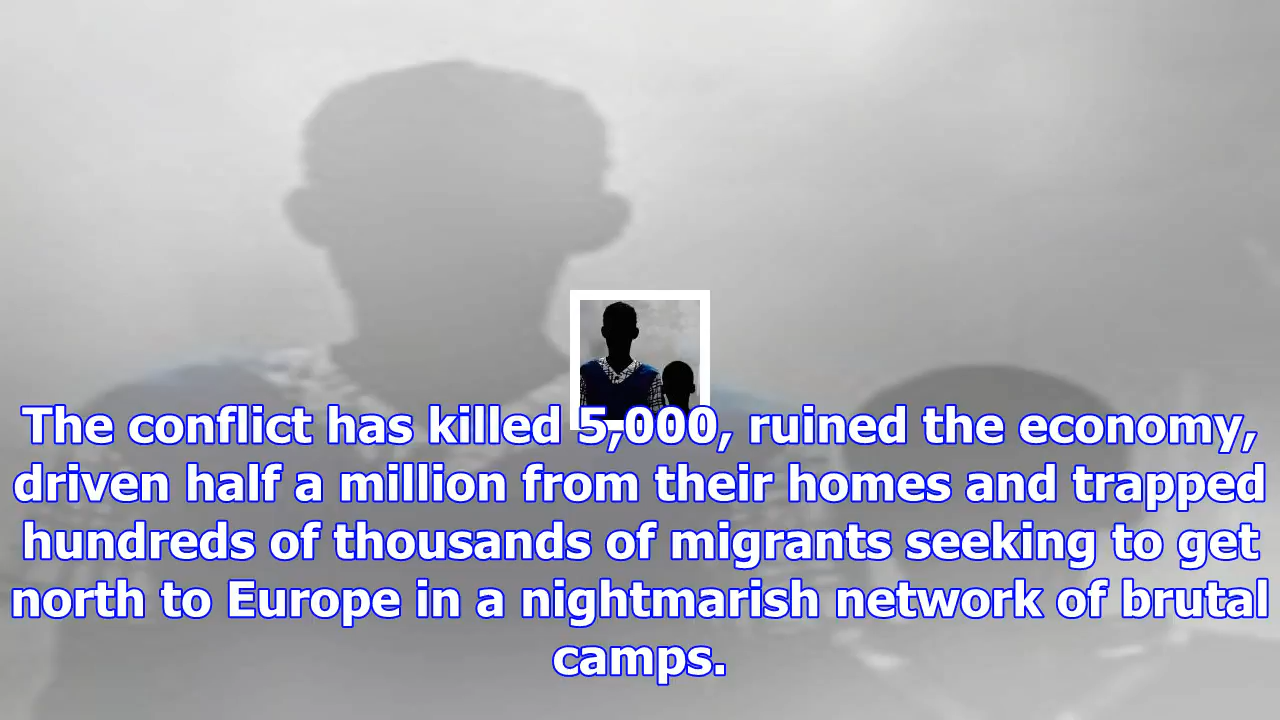 The conflict has killed 5,000, ruined the economy,
driven half a million from their homes and trapped
hundreds of thousands of migrants seeking to get
north to Europe in a nightmarish network of brutal
camps.